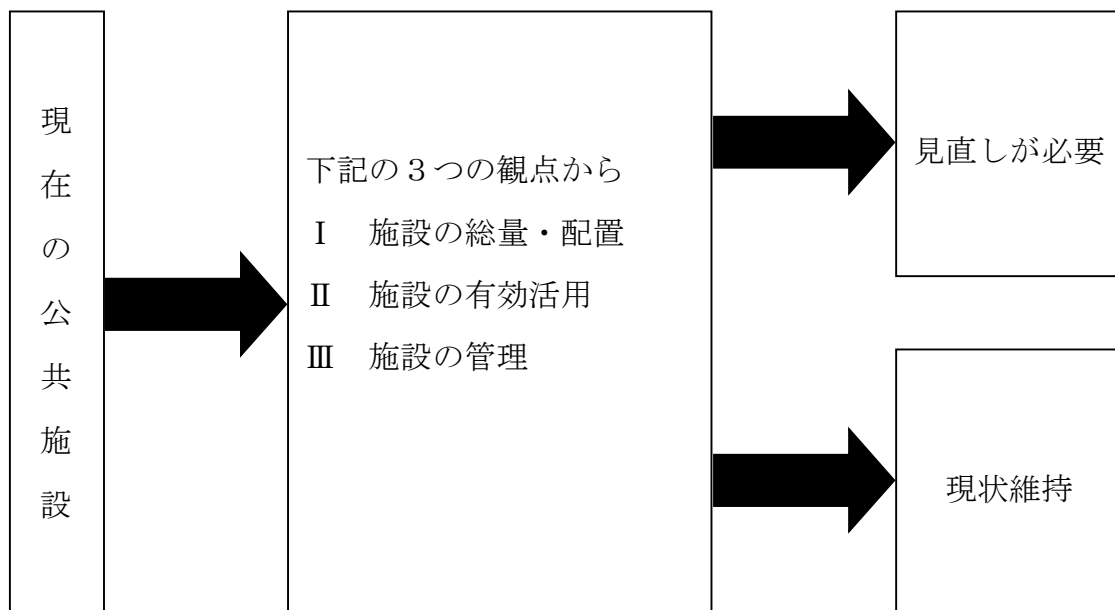 現在の公共施設
下記の３つの観点から
Ⅰ　施設の総量・配置
Ⅱ　施設の有効活用
Ⅲ　施設の管理
見直しが必要
現状維持